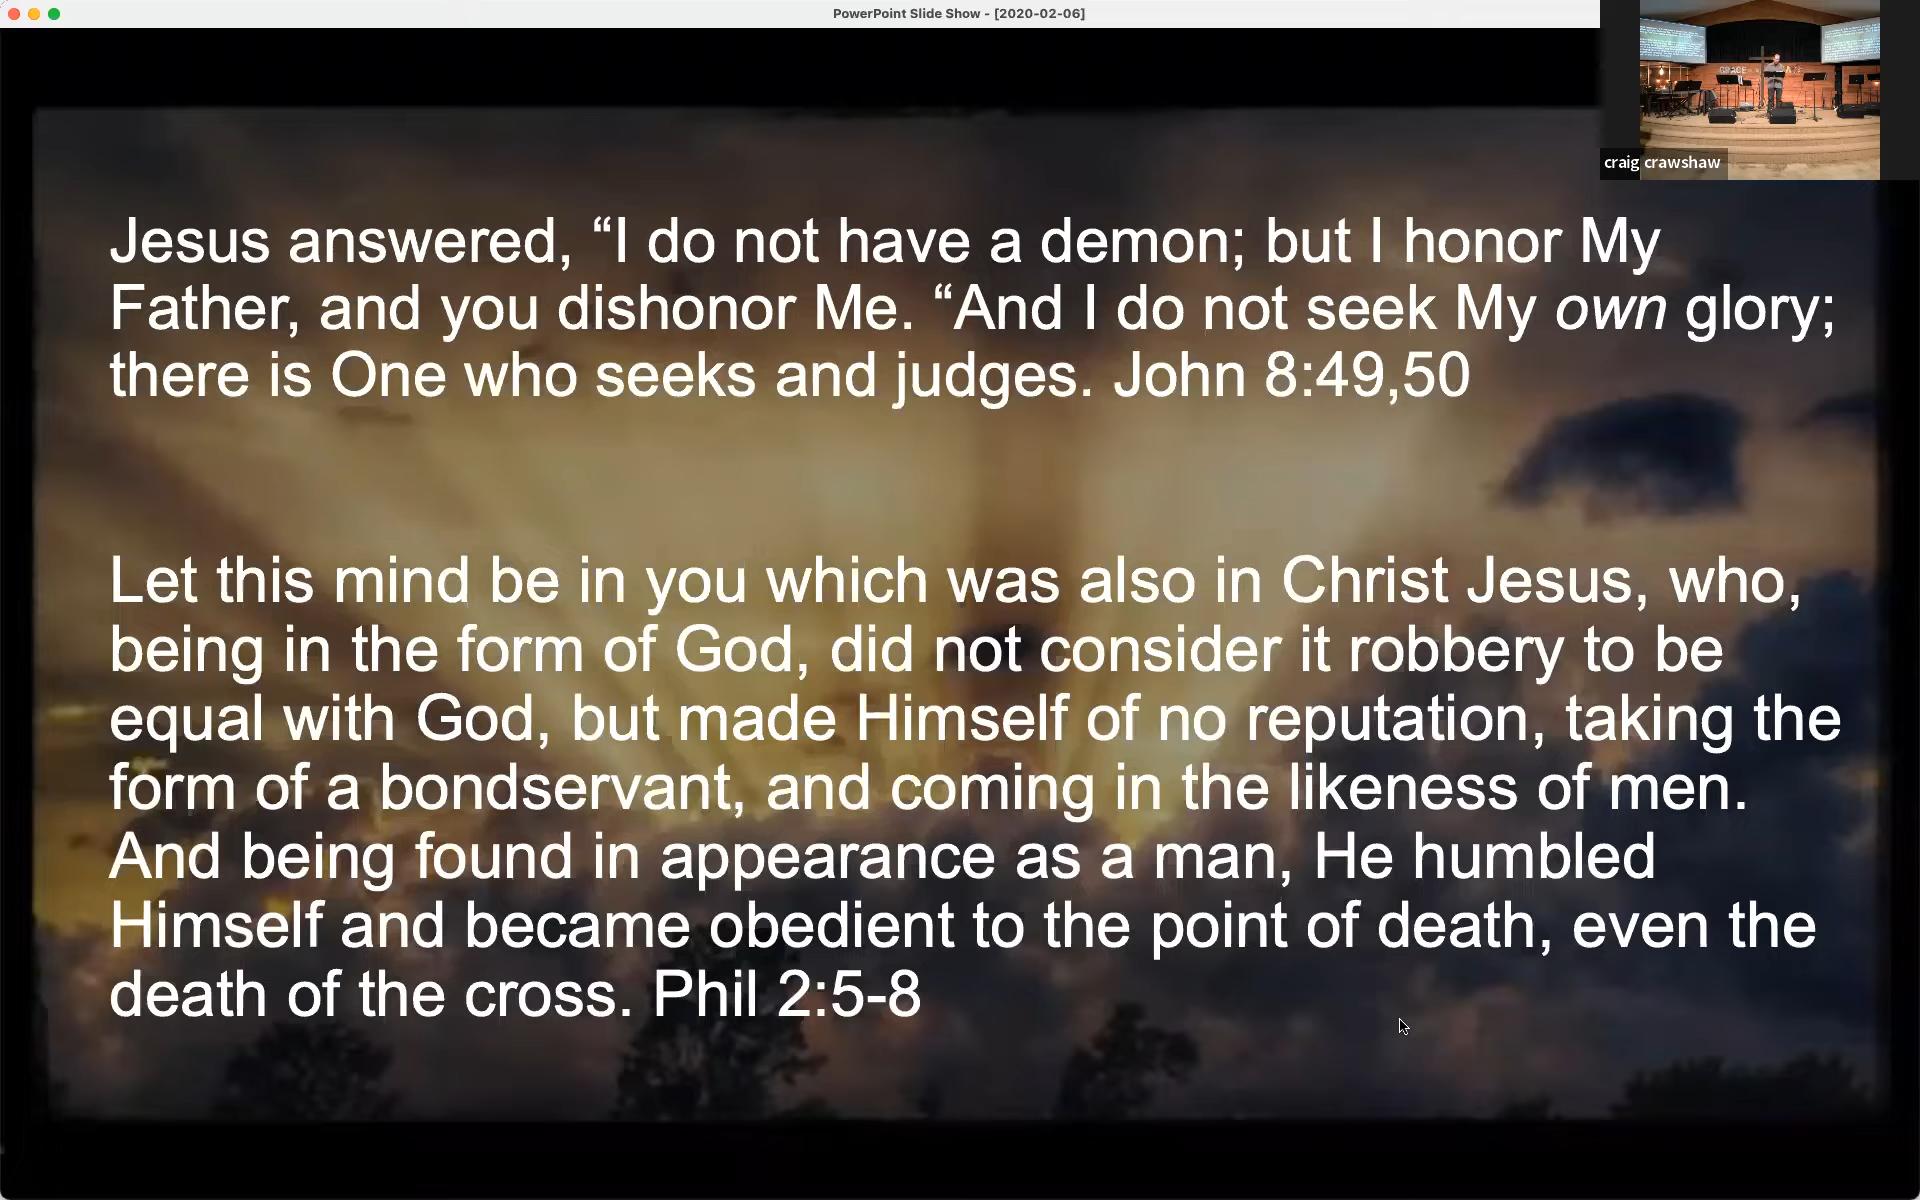 PowerPoint Slide Show - [2020-02-06]
craig crawshaw
Jesus answered, “I do not have a demon; but I honor My
Father, and you dishonor Me. “And I do not seek My own glory;
there is One who seeks and judges. John 8:49,50
Let this mind be in you which was also in Christ Jesus, who,
being in the form of God, did not consider it robbery to be
equal with God, but made Himself of no reputation, taking the
form of a bondservant, and coming in the likeness of men.
And being found in appearance as a man, He humbled
Himself and became obedient to the point of death, even the
death of the cross. Phil 2:5-8